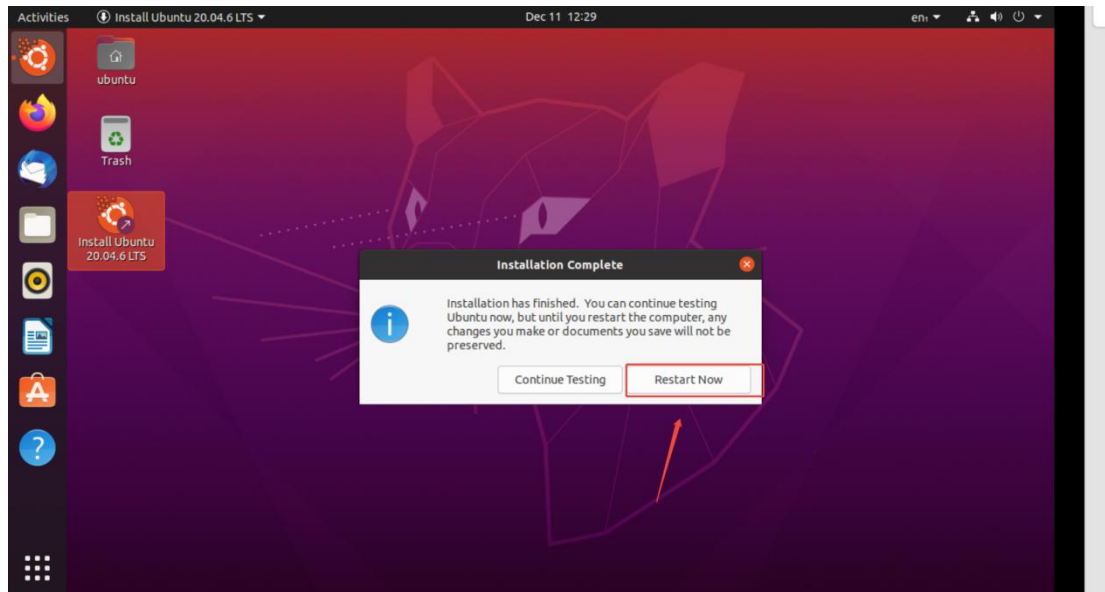 Activities
Install Ubuntu 20.04.6 LTS
Dec 11 12:29
en₁
ubuntu
Trash
Install Ubuntu
20.04.6 LTS
Installation Complete
Installation has finished. You can continue testing
Ubuntu now, but until you restart the computer, any
changes you make or documents you save will not be
preserved.
Continue Testing
Restart Now